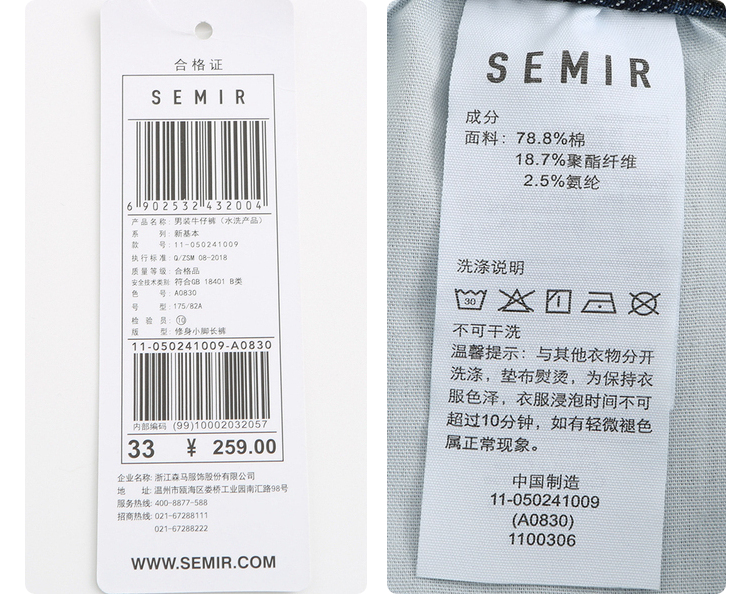 合格证
SEMIR
6 902532 432004
产品名称: 男装牛仔裤（水洗产品）
系 列: 新基本
款 号: 11-050241009
执行标准: Q/ZSM 08-2018
质量等级: 合格品
安全技术类别: 符合GB 18401 B类
色 号: A0830
号 型: 175/82A
检 验 员: ⑩
版 型: 修身小脚长裤
11-050241009-A0830
内部编码 (99)10002032057
33 ¥ 259.00
企业名称: 浙江森马服饰股份有限公司
地 址: 温州市瓯海区娄桥工业园南汇路98号
服务热线: 400-8877-588
招商热线: 021-67288111
021-67288222
WWW.SEMIR.COM
SEMIR
成分
面料: 78.8%棉
18.7%聚酯纤维
2.5%氨纶
洗涤说明
30
不可干洗
温馨提示: 与其他衣物分开
洗涤，垫布熨烫，为保持衣
服色泽，衣服浸泡时间不可
超过10分钟，如有轻微褪色
属正常现象。
中国制造
11-050241009
(A0830)
1100306